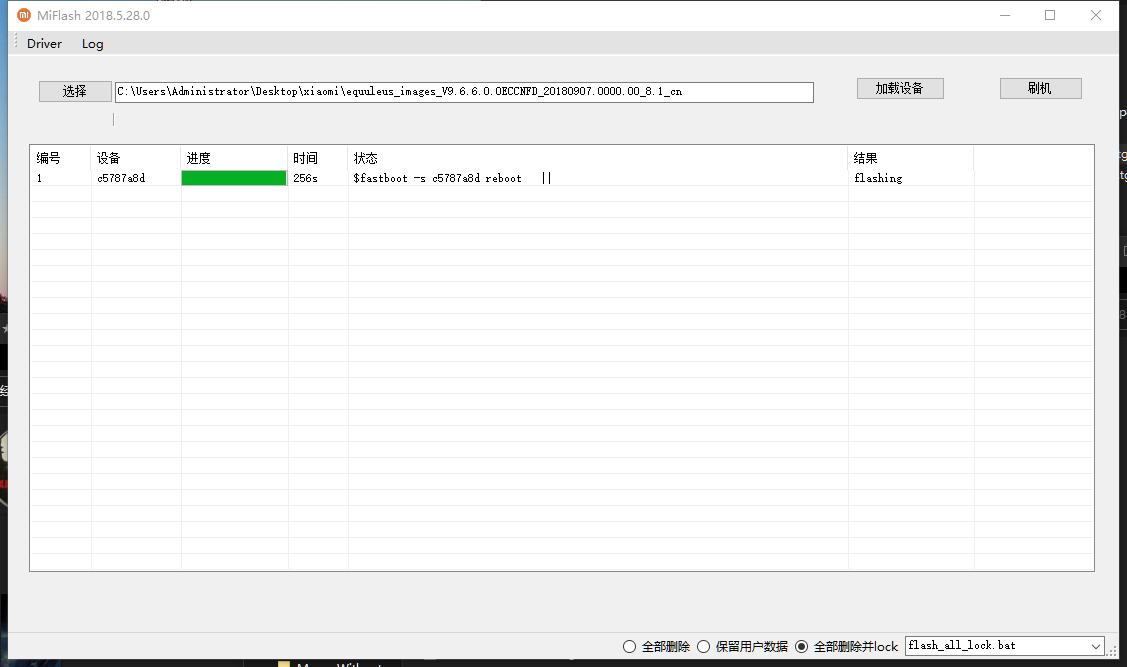 MiFlash 2018.5.28.0
Driver Log
选择 C:\Users\Administrator\Desktop\xiaomi\equuleus_images_V9.6.6.0.OECCNFD_20180907.0000.00_8.1_cn 加载设备 刷机
编号 设备 进度 时间 状态 结果
1 c5787a8d 256s $fastboot -s c5787a8d reboot || flashing
全部删除 保留用户数据 全部删除并lock flash_all_lock.bat